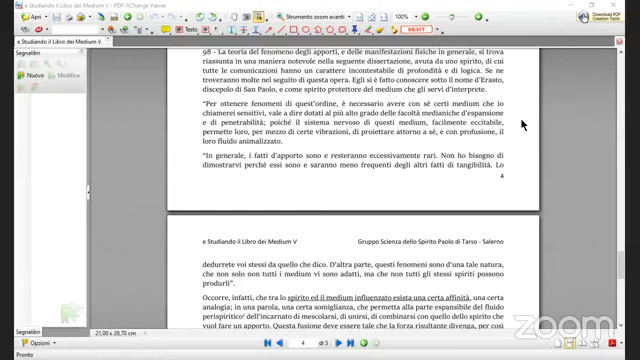 e Studiando il Libro dei Medium V - PDF-XChange Viewer
Strumento zoom avanti
100%
Download PDF
Creation Tools
Testo
DRAFT
e Studiando il Libro dei Medium V
Segnalibri
Nuovo
Modifica
98 - La teoria del fenomeno degli apporti, e delle manifestazioni fisiche in generale, si trova
riassunta in una maniera notevole nella seguente dissertazione, avuta da uno spirito, di cui
tutte le comunicazioni hanno un carattere incontestabile di profondità e di logica. Se ne
troveranno molte nel seguito di questa opera. Egli si è fatto conoscere sotto il nome d'Erasto,
discepolo di San Paolo, e come spirito protettore del medium che gli servì d'interprete.
"Per ottenere fenomeni di quest'ordine, è necessario avere con sé certi medium che io
chiamerei sensitivi, vale a dire dotati al più alto grado delle facoltà medianiche d'espansione
e di penetrabilità; poiché il sistema nervoso di questi medium, facilmente eccitabile,
permette loro, per mezzo di certe vibrazioni, di proiettare attorno a sé, e con profusione, il
loro fluido animalizzato.
"In generale, i fatti d'apporto sono e resteranno eccessivamente rari. Non ho bisogno di
dimostrarvi perché essi sono e saranno meno frequenti degli altri fatti di tangibilità. Lo
4
e Studiando il Libro dei Medium V
Gruppo Scienza dello Spirito Paolo di Tarso - Salerno
dedurrete voi stessi da quello che dico. D'altra parte, questi fenomeni sono d'una tale natura,
che non solo non tutti i medium vi sono adatti, ma che non tutti gli stessi spiriti possono
produrli".
Occorre, infatti, che tra lo spirito ed il medium influenzato esista una certa affinità, una certa
analogia; in una parola, una certa somiglianza, che permetta alla parte espansibile del fluido
perispiritico dell'incarnato di mescolarsi, di unirsi, di combinarsi con quello dello spirito che
vuol fare un apporto. Questa fusione deve essere tale che la forza risultante divenga, per così
Segnalibri
Opzioni
21,00 x 29,70 cm
4
di 5
Pronto
zoom